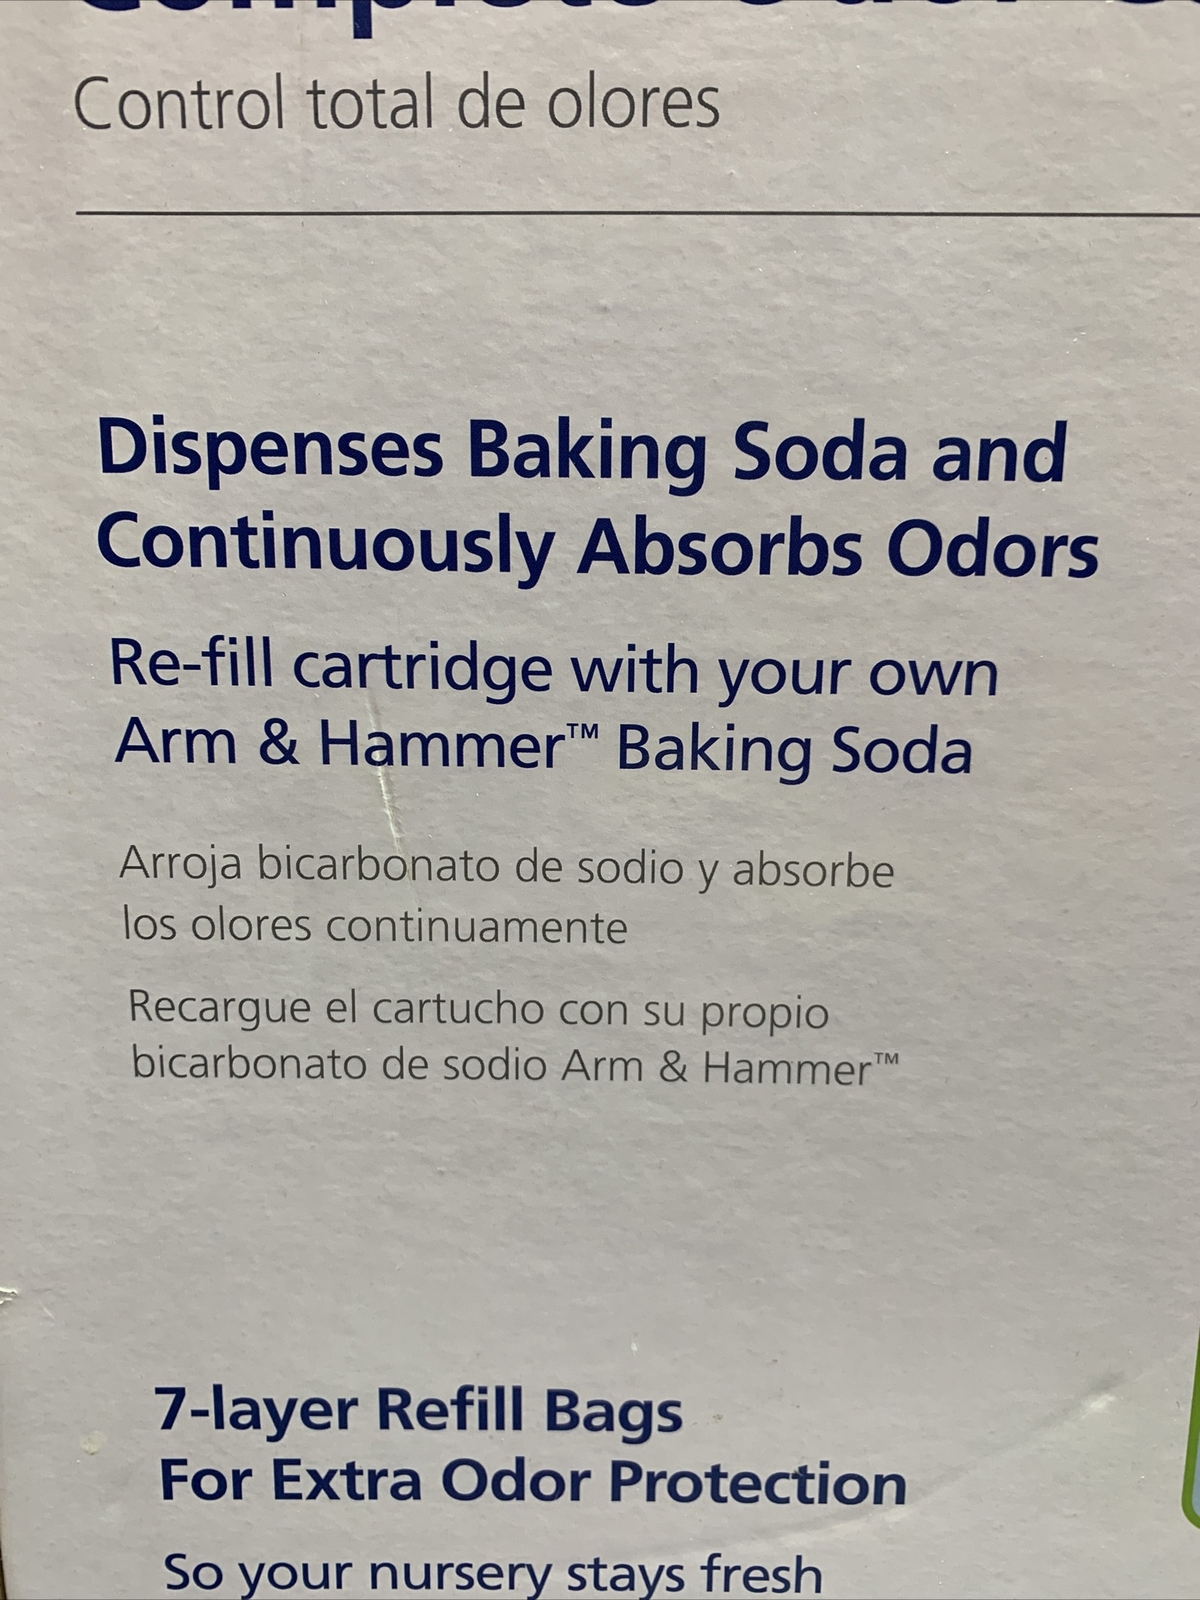 Complete Odor
Control total de olores
Dispenses Baking Soda and
Continuously Absorbs Odors
Re-fill cartridge with your own
Arm & Hammer™ Baking Soda
Arroja bicarbonato de sodio y absorbe
los olores continuamente
Recargue el cartucho con su propio
bicarbonato de sodio Arm & Hammer™
7-layer Refill Bags
For Extra Odor Protection
So your nursery stays fresh